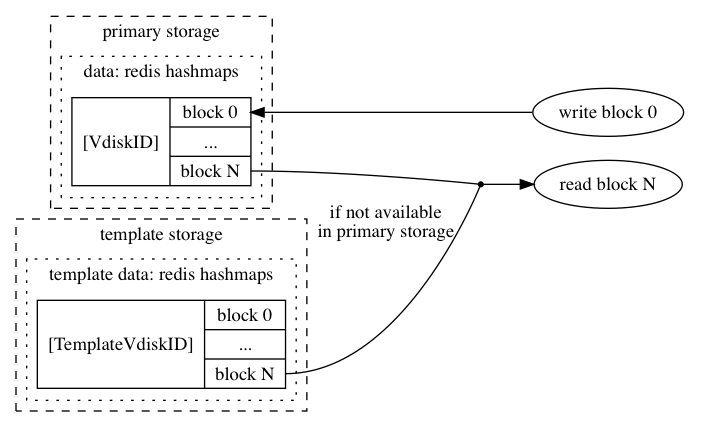 primary storage
data: redis hashmaps
[VdiskID]
block 0
...
block N
write block 0
read block N
if not available
in primary storage
template storage
template data: redis hashmaps
[TemplateVdiskID]
block 0
...
block N